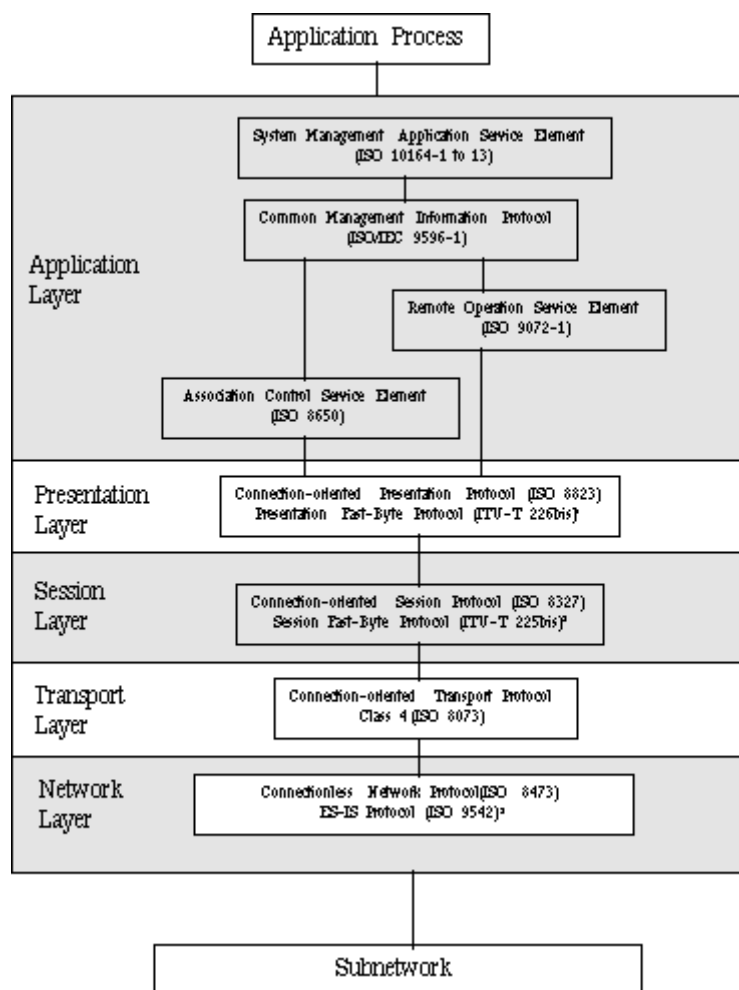 Application Process
System Management Application Service Element
(ISO 10164-1 to 13)
Common Management Information Protocol
(ISO/IEC 9596-1)
Application
Layer
Remote Operation Service Element
(ISO 9072-1)
Association Control Service Element
(ISO 8650)
Presentation
Layer
Connection-oriented Presentation Protocol (ISO 8823)
Presentation Fast-Byte Protocol (ITU-T 226bis)
Session
Layer
Connection-oriented Session Protocol (ISO 8327)
Session Fast-Byte Protocol (ITU-T 225bis)
Transport
Layer
Connection-oriented Transport Protocol
Class 4 (ISO 8073)
Network
Layer
Connectionless Network Protocol(ISO 8473)
ES-IS Protocol (ISO 9542)
Subnetwork